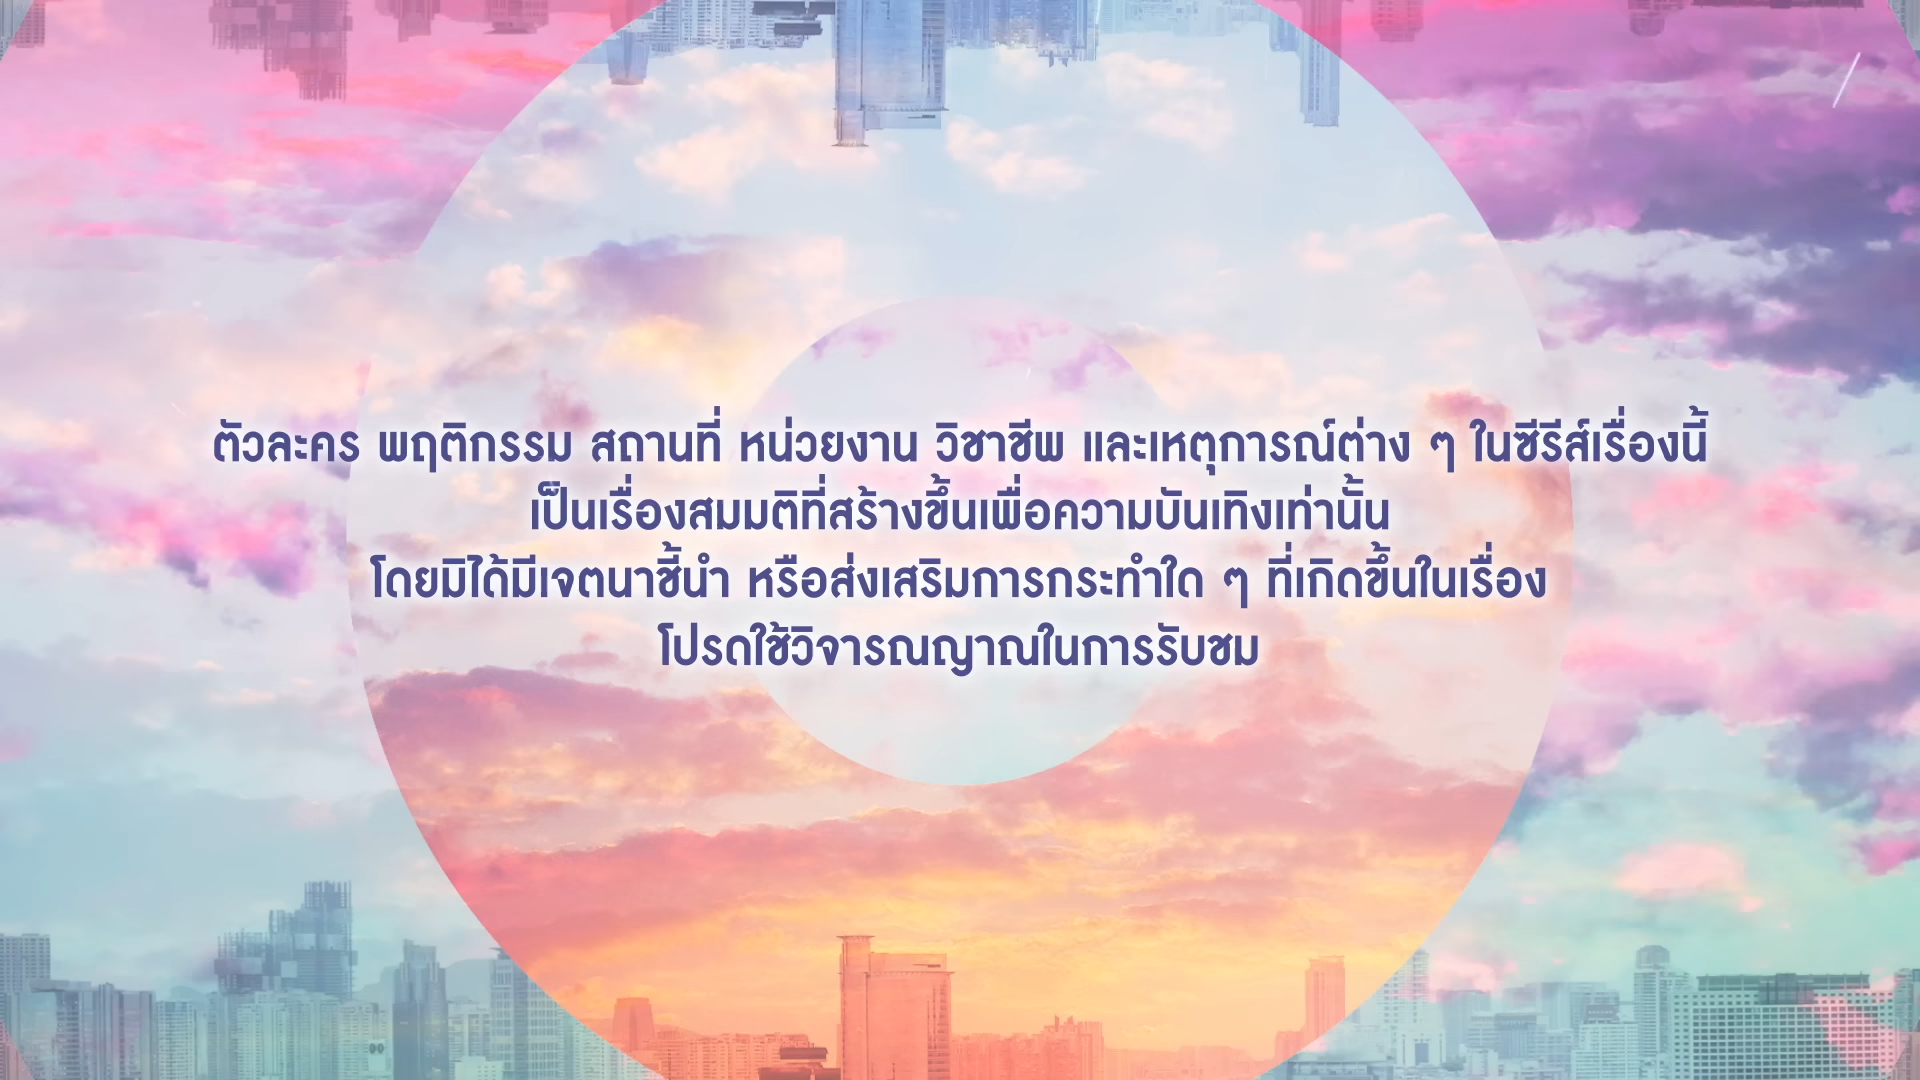 ตัวละคร พฤติกรรม สถานที่ หน่วยงาน วิชาชีพ และเหตุการณ์ต่าง ๆ ในซีรีส์เรื่องนี้
เป็นเรื่องสมมติที่สร้างขึ้นเพื่อความบันเทิงเท่านั้น
โดยมิได้มีเจตนาชี้นำ หรือส่งเสริมการกระทำใด ๆ ที่เกิดขึ้นในเรื่อง
โปรดใช้วิจารณญาณในการรับชม